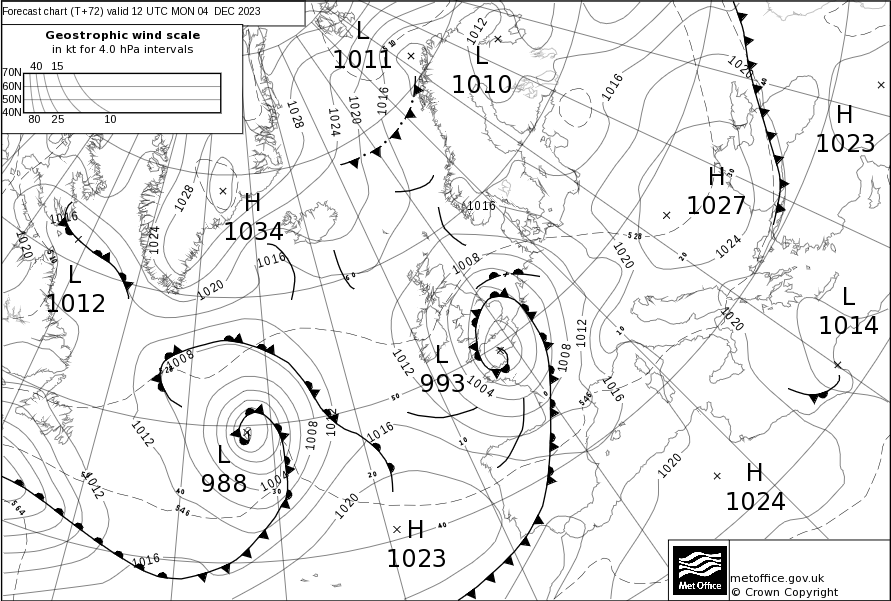 Forecast chart (T+72) valid 12 UTC MON 04 DEC 2023
Geostrophic wind scale
in kt for 4.0 hPa intervals
40 15
70N
60N
50N
40N
80 25 10
L
1011
L
1010
1012
1016
1020
40
H
1023
1028
1024
1020
1016
H
1027
30
1016
1028
H
1034
1024
1016
1020
L
1012
1016
1020
60
1008
528
1020
20
1024
L
1014
1020
10
1012
1008
L
993
1004
1012
1008
1016
546
0
50
10
1016
1012
1008
1012
L
988
1004
30
40
546
1012
564
1016
20
1020
H
1023
40
1020
H
1024
Met Office
metoffice.gov.uk
© Crown Copyright